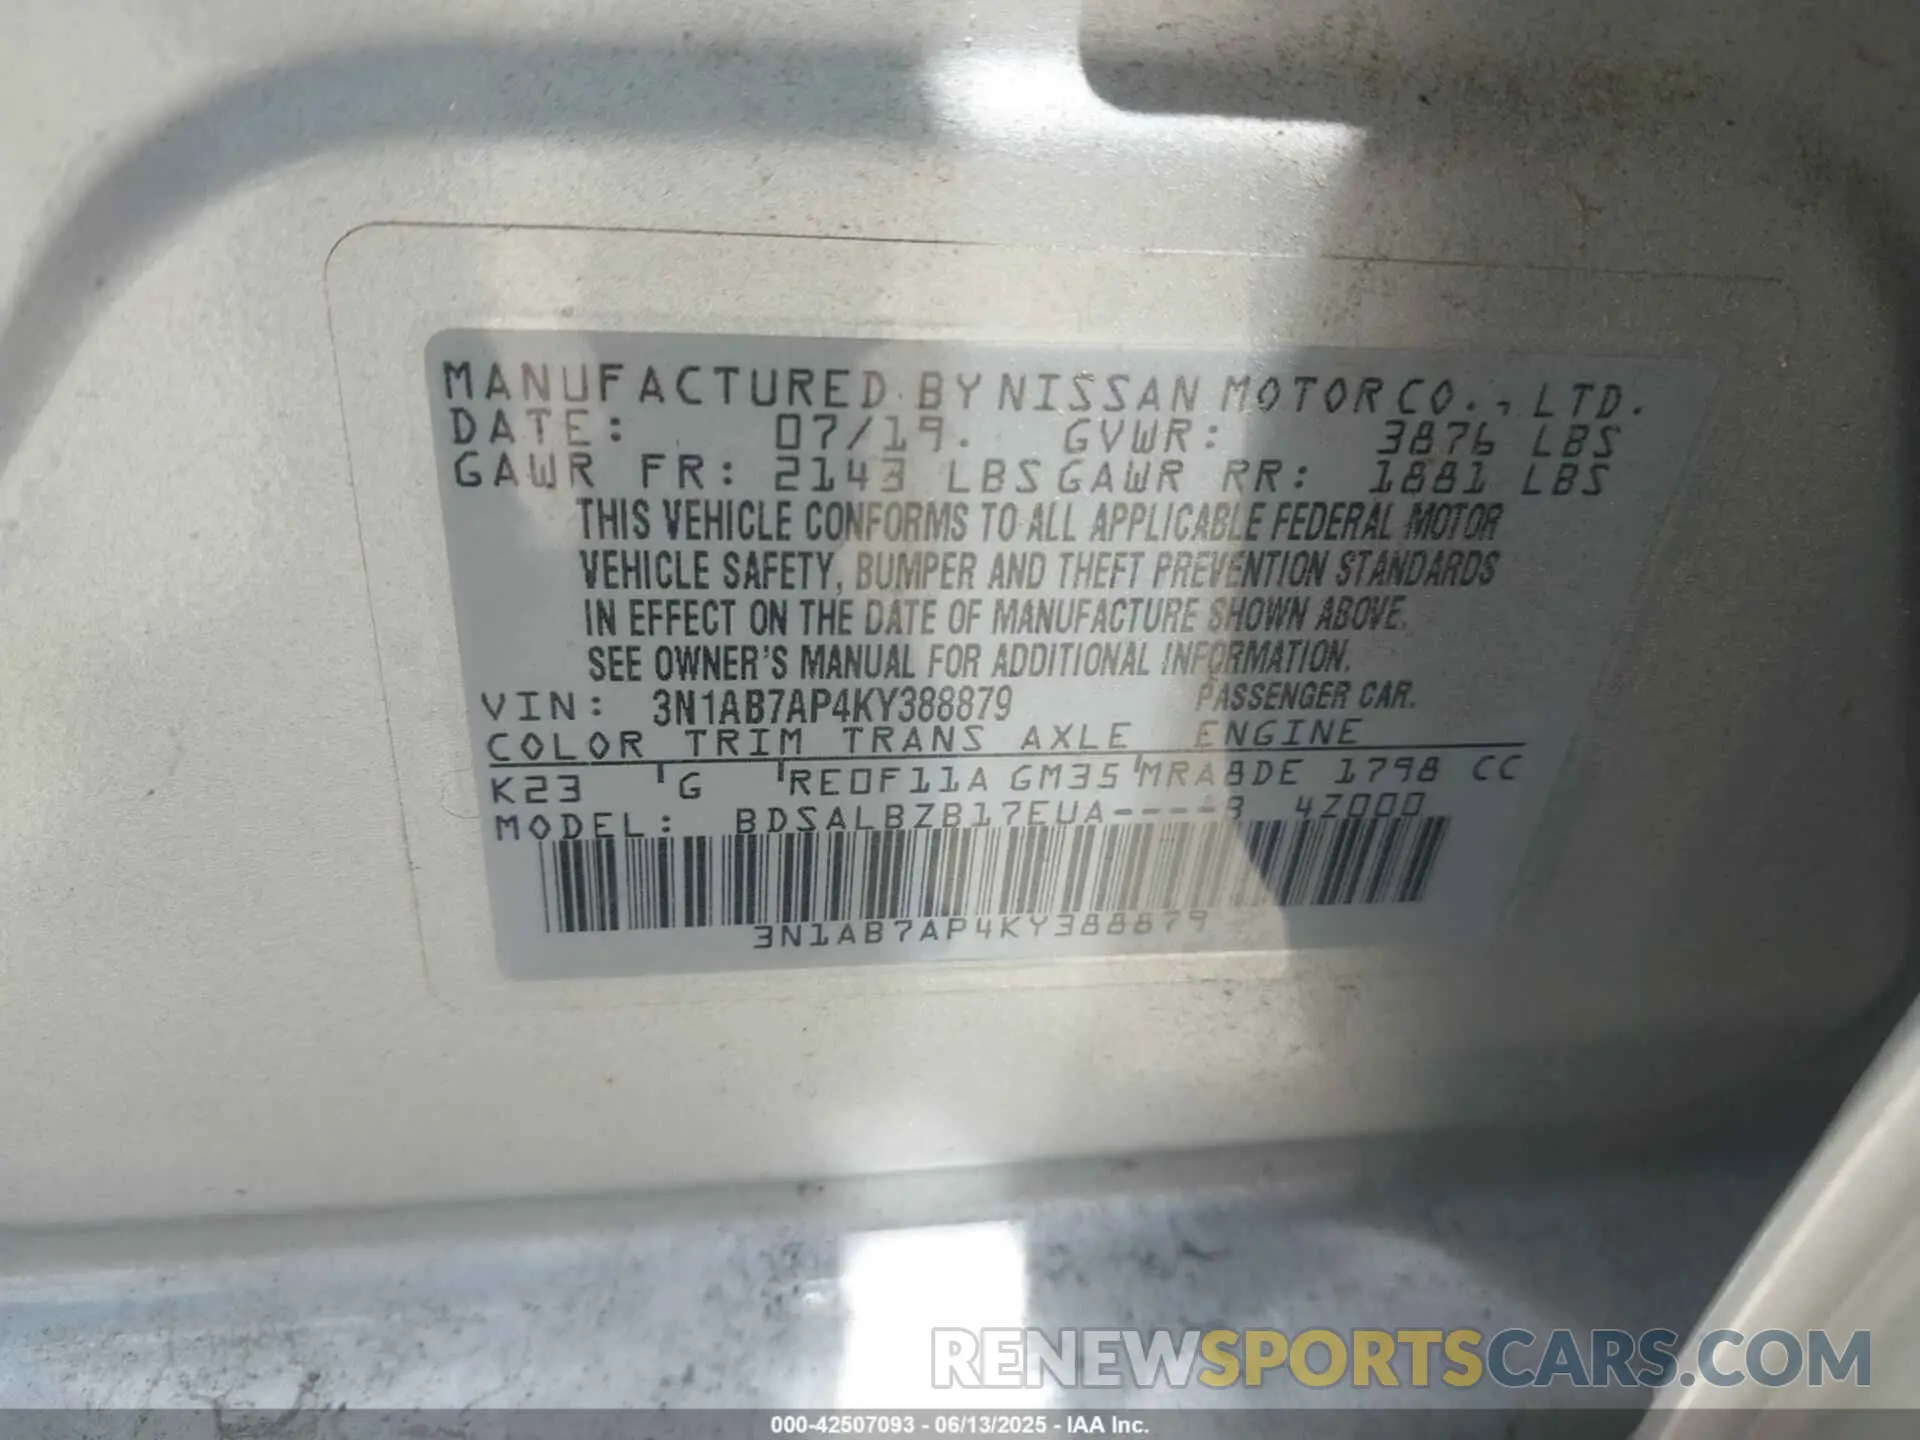 MANUFACTURED BY NISSAN MOTOR CO., LTD.
DATE: 07/19. GVWR: 3876 LBS
GAWR FR: 2143 LBS GAWR RR: 1881 LBS
THIS VEHICLE CONFORMS TO ALL APPLICABLE FEDERAL MOTOR
VEHICLE SAFETY, BUMPER AND THEFT PREVENTION STANDARDS
IN EFFECT ON THE DATE OF MANUFACTURE SHOWN ABOVE.
SEE OWNER'S MANUAL FOR ADDITIONAL INFORMATION.
VIN: 3N1AB7AP4KY388879 PASSENGER CAR.
COLOR TRIM TRANS AXLE ENGINE
K23 G RE0F11A GM35 MRA8DE 1798 CC
MODEL: BDSALBZB17EUA----B 4Z000
3N1AB7AP4KY388879
RENEWSPORTSCARS.COM
000-42507093 - 06/13/2025 - IAA Inc.